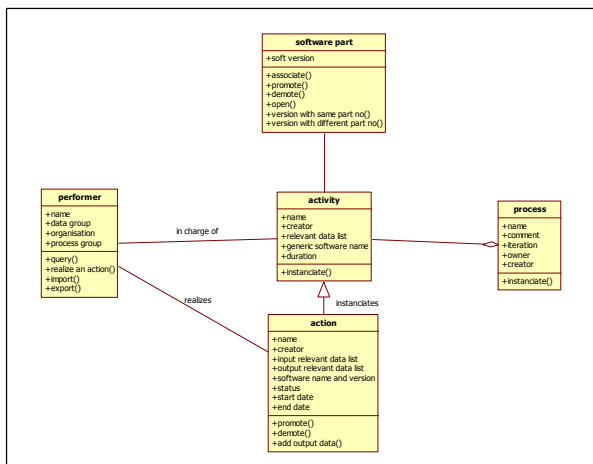 software part
+soft version
+associate()
+promote()
+demote()
+open()
+version with same part no()
+version with different part no()
performer
+name
+data group
+organisation
+process group
+query()
+realize an action()
+import()
+export()
in charge of
activity
+name
+creator
+relevant data list
+generic software name
+duration
+instanciate()
process
+name
+comment
+iteration
+owner
+creator
+instanciate()
realizes
instanciates
action
+name
+creator
+input relevant data list
+output relevant data list
+software name and version
+status
+start date
+end date
+promote()
+demote()
+add output data()